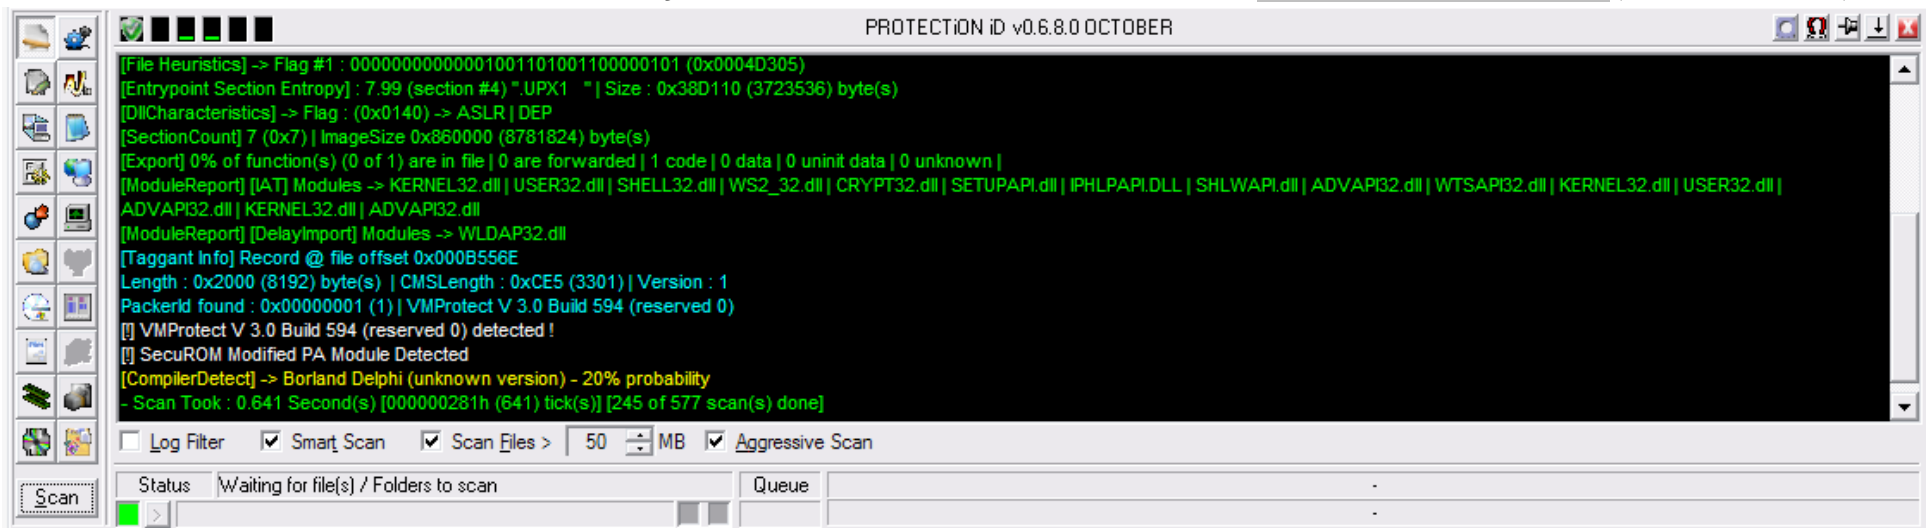 PROTECTiON iD v0.6.8.0 OCTOBER
[File Heuristics] -> Flag #1 : 00000000000001001101001100000101 (0x0004D305)
[Entrypoint Section Entropy] : 7.99 (section #4) ".UPX1   " | Size : 0x38D110 (3723536) byte(s)
[DllCharacteristics] -> Flag : (0x0140) -> ASLR | DEP
[SectionCount] 7 (0x7) | ImageSize 0x860000 (8781824) byte(s)
[Export] 0% of function(s) (0 of 1) are in file | 0 are forwarded | 1 code | 0 data | 0 uninit data | 0 unknown |
[ModuleReport] [IAT] Modules -> KERNEL32.dll | USER32.dll | SHELL32.dll | WS2_32.dll | CRYPT32.dll | SETUPAPI.dll | IPHLPAPI.DLL | SHLWAPI.dll | ADVAPI32.dll | WTSAPI32.dll | KERNEL32.dll | USER32.dll |
ADVAPI32.dll | KERNEL32.dll | ADVAPI32.dll
[ModuleReport] [DelayImport] Modules -> WLDAP32.dll
[Taggant Info] Record @ file offset 0x000B556E
Length : 0x2000 (8192) byte(s)  | CMSLength : 0xCE5 (3301) | Version : 1
PackerId found : 0x00000001 (1) | VMProtect V 3.0 Build 594 (reserved 0)
[!] VMProtect V 3.0 Build 594 (reserved 0) detected !
[!] SecuROM Modified PA Module Detected
[CompilerDetect] -> Borland Delphi (unknown version) - 20% probability
- Scan Took : 0.641 Second(s) [000000281h (641) tick(s)] [245 of 577 scan(s) done]
Log Filter Smart Scan Scan Files > 50 MB Aggressive Scan
Scan Status Waiting for file(s) / Folders to scan Queue -
> -